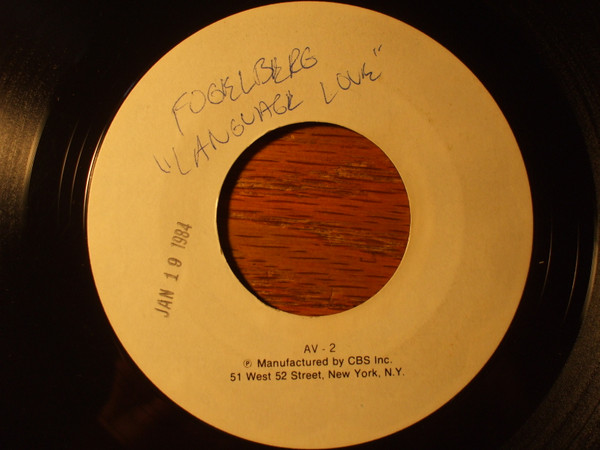 FOGELBERG
"LANGUAGE LOVE"
JAN 19 1984
AV - 2
℗ Manufactured by CBS Inc.
51 West 52 Street, New York, N.Y.